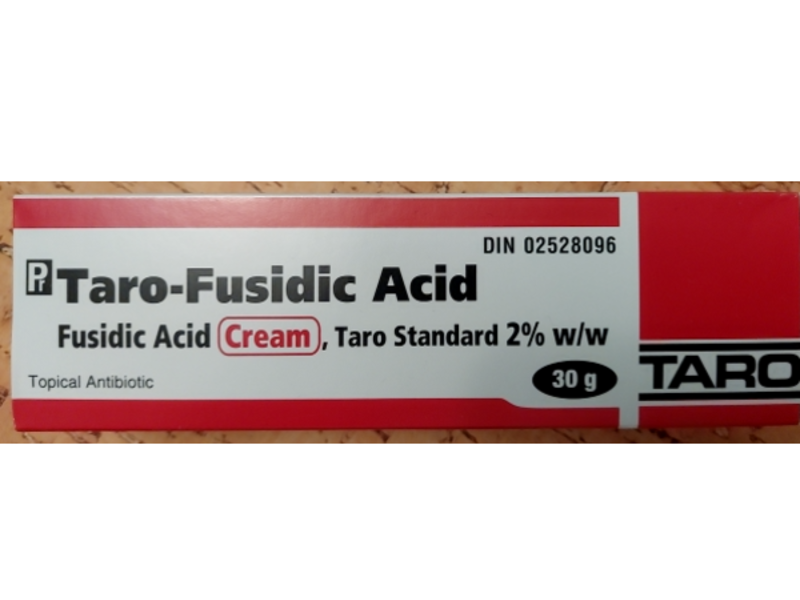 DIN 02528096
Pr Taro-Fusidic Acid
Fusidic Acid Cream, Taro Standard 2% w/w
Topical Antibiotic
30 g
TARO